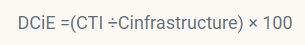 DCiE =(CTI ÷Cinfrastructure) × 100